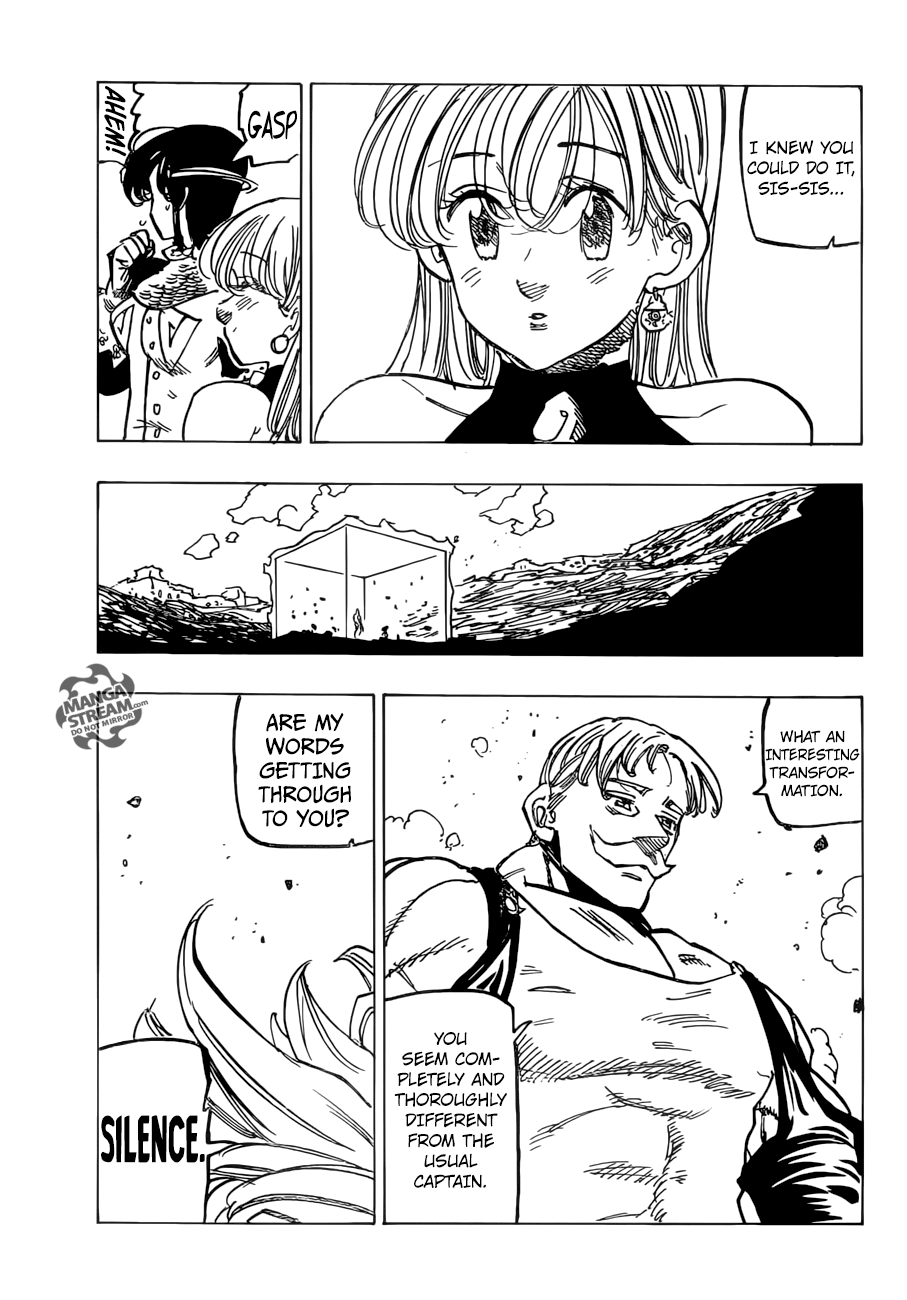 I KNEW YOU
COULD DO IT,
SIS-SIS...
GASP
AHEM!
WHAT AN
INTERESTING
TRANSFOR-
MATION.
YOU
SEEM COM-
PLETELY AND
THOROUGHLY
DIFFERENT
FROM THE
USUAL
CAPTAIN.
ARE MY
WORDS
GETTING
THROUGH
TO YOU?
SILENCE.
MANGA
STREAM.com
DO NOT MIRROR